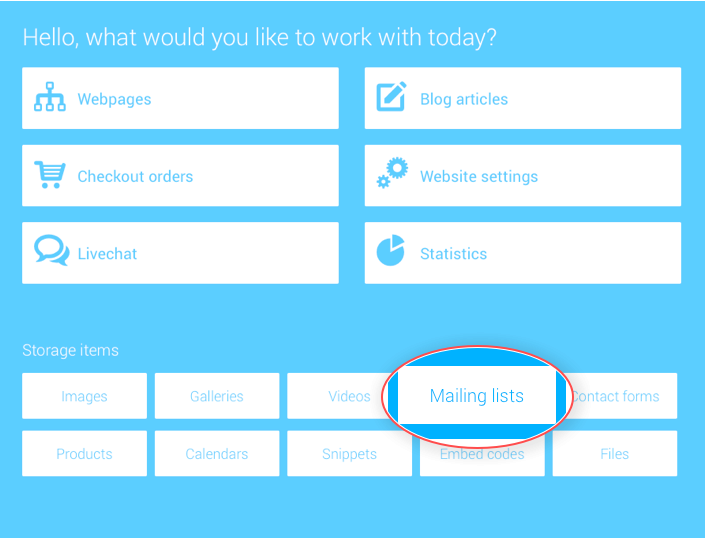 Hello, what would you like to work with today?
Webpages
Blog articles
Checkout orders
Website settings
Livechat
Statistics
Storage items
Images
Galleries
Videos
Mailing lists
Contact forms
Products
Calendars
Snippets
Embed codes
Files